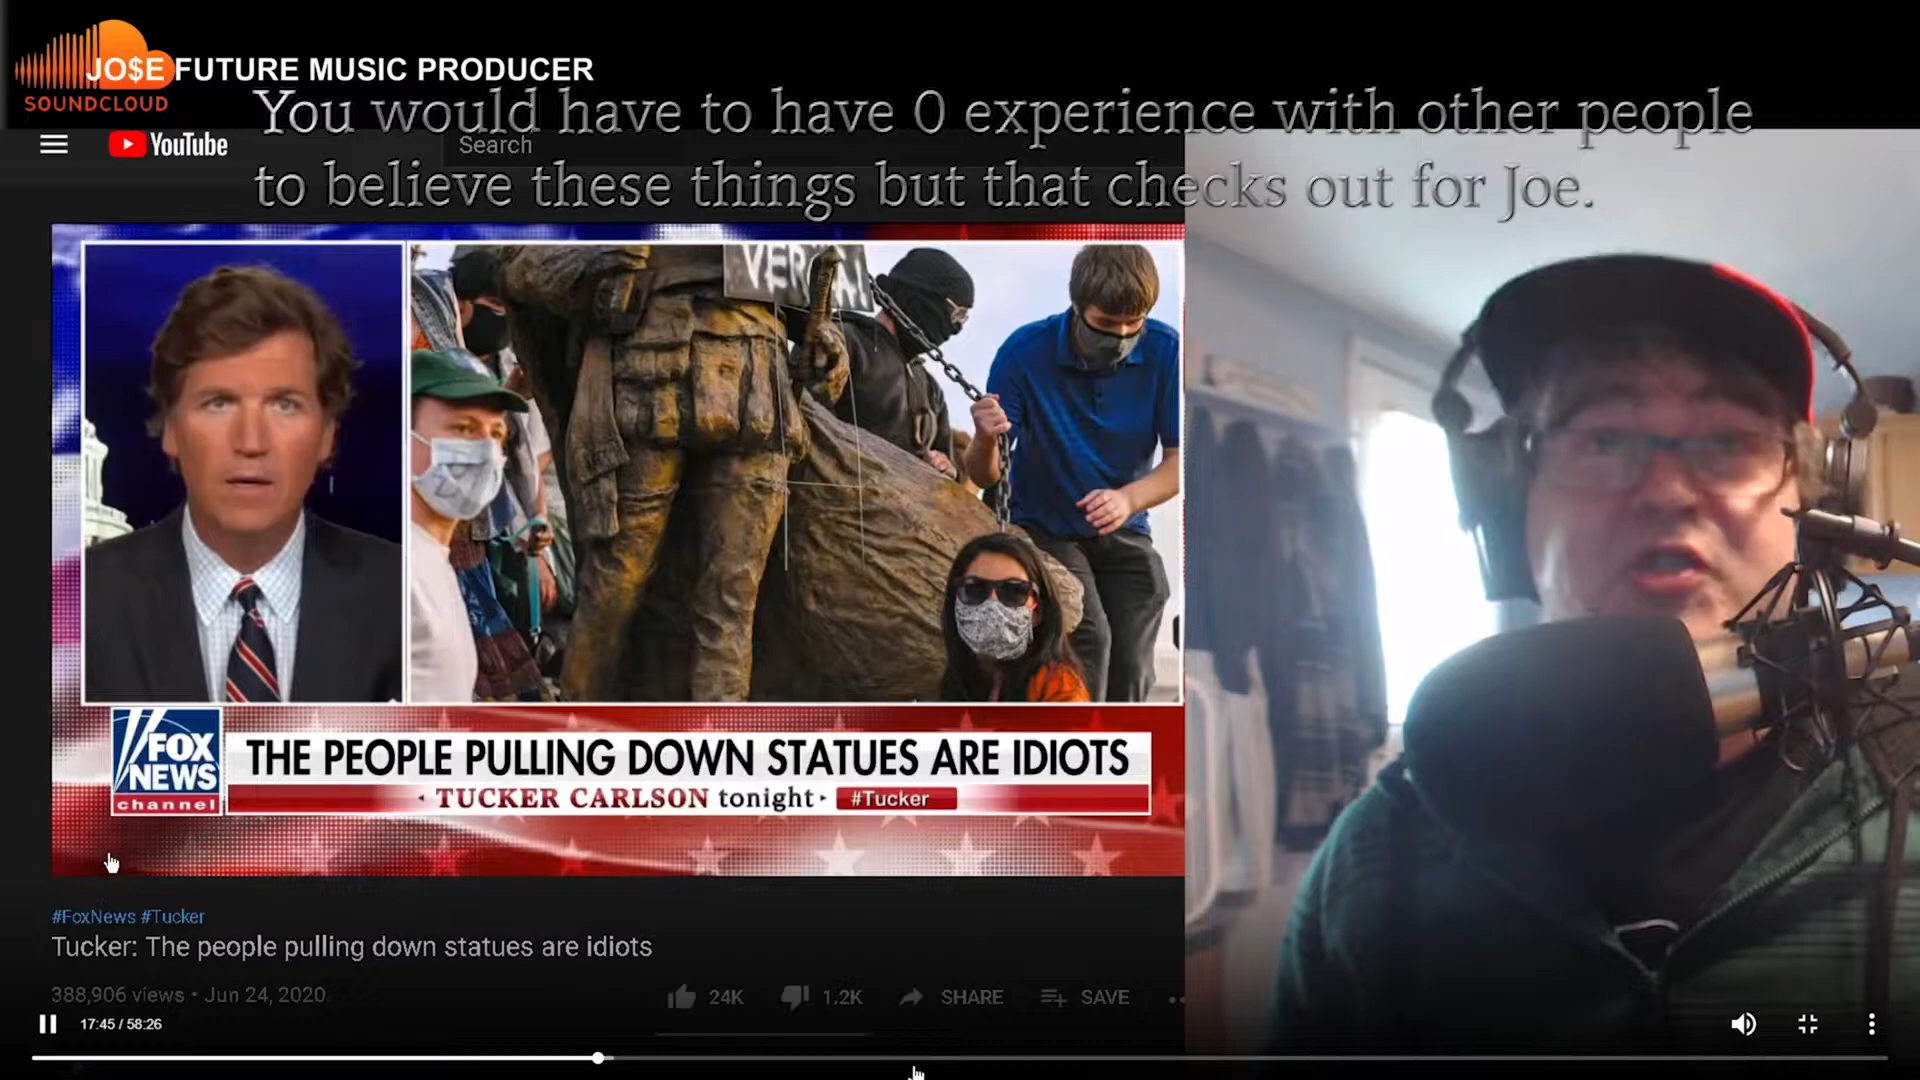 JO$E FUTURE MUSIC PRODUCER
SOUNDCLOUD
You would have to have 0 experience with other people
to believe these things but that checks out for Joe.
YouTube
Search
THE PEOPLE PULLING DOWN STATUES ARE IDIOTS
TUCKER CARLSON tonight #Tucker
FOX
NEWS
channel
#FoxNews #Tucker
Tucker: The people pulling down statues are idiots
388,906 views • Jun 24, 2020
24K 1.2K SHARE SAVE
17:45 / 58:26